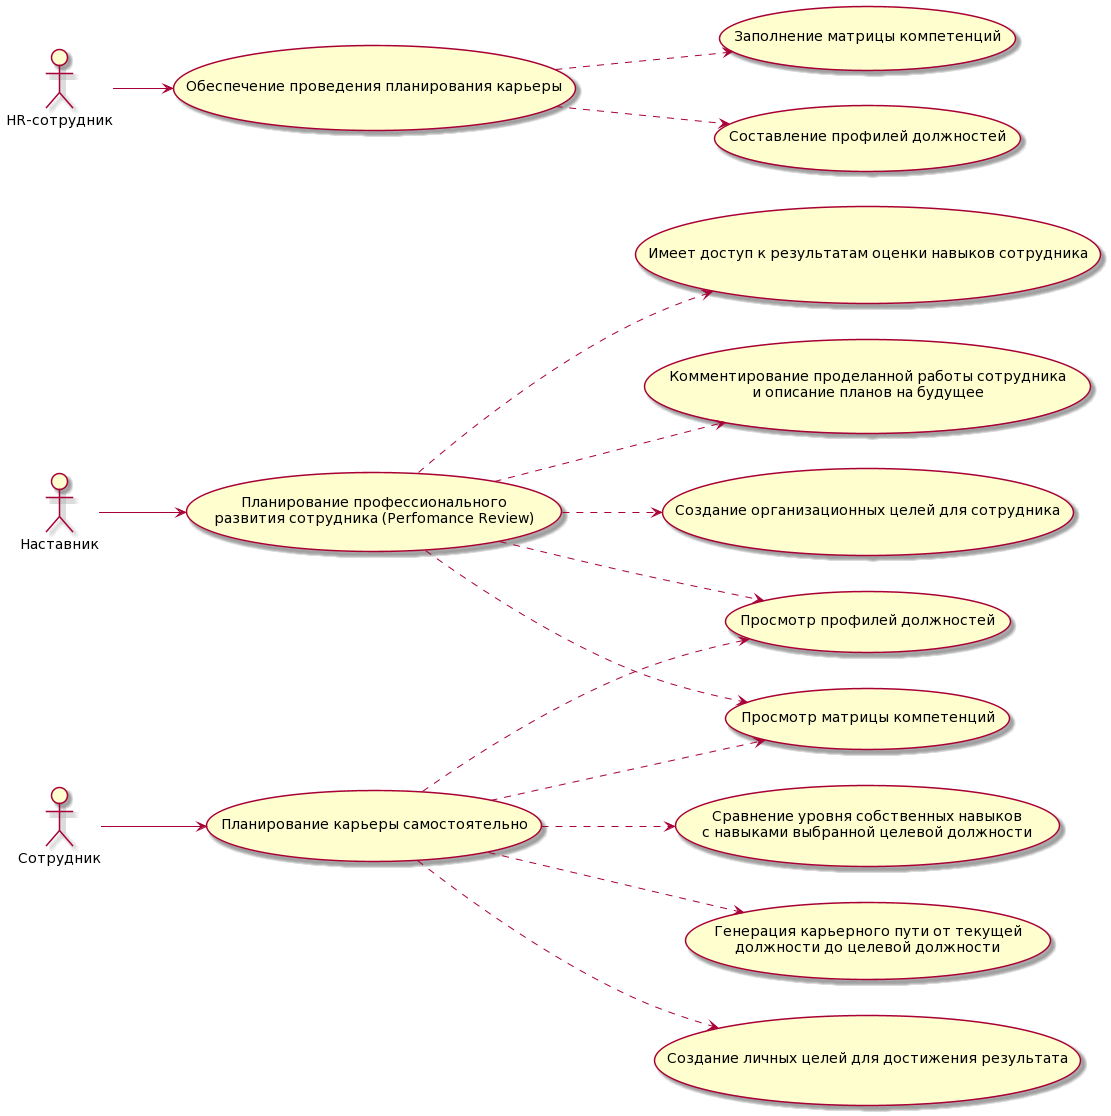 Заполнение матрицы компетенций
HR-сотрудник
Обеспечение проведения планирования карьеры
Составление профилей должностей
Имеет доступ к результатам оценки навыков сотрудника
Комментирование проделанной работы сотрудника
и описание планов на будущее
Наставник
Планирование профессионального
развития сотрудника (Perfomance Review)
Создание организационных целей для сотрудника
Просмотр профилей должностей
Просмотр матрицы компетенций
Сотрудник
Планирование карьеры самостоятельно
Сравнение уровня собственных навыков
с навыками выбранной целевой должности
Генерация карьерного пути от текущей
должности до целевой должности
Создание личных целей для достижения результата